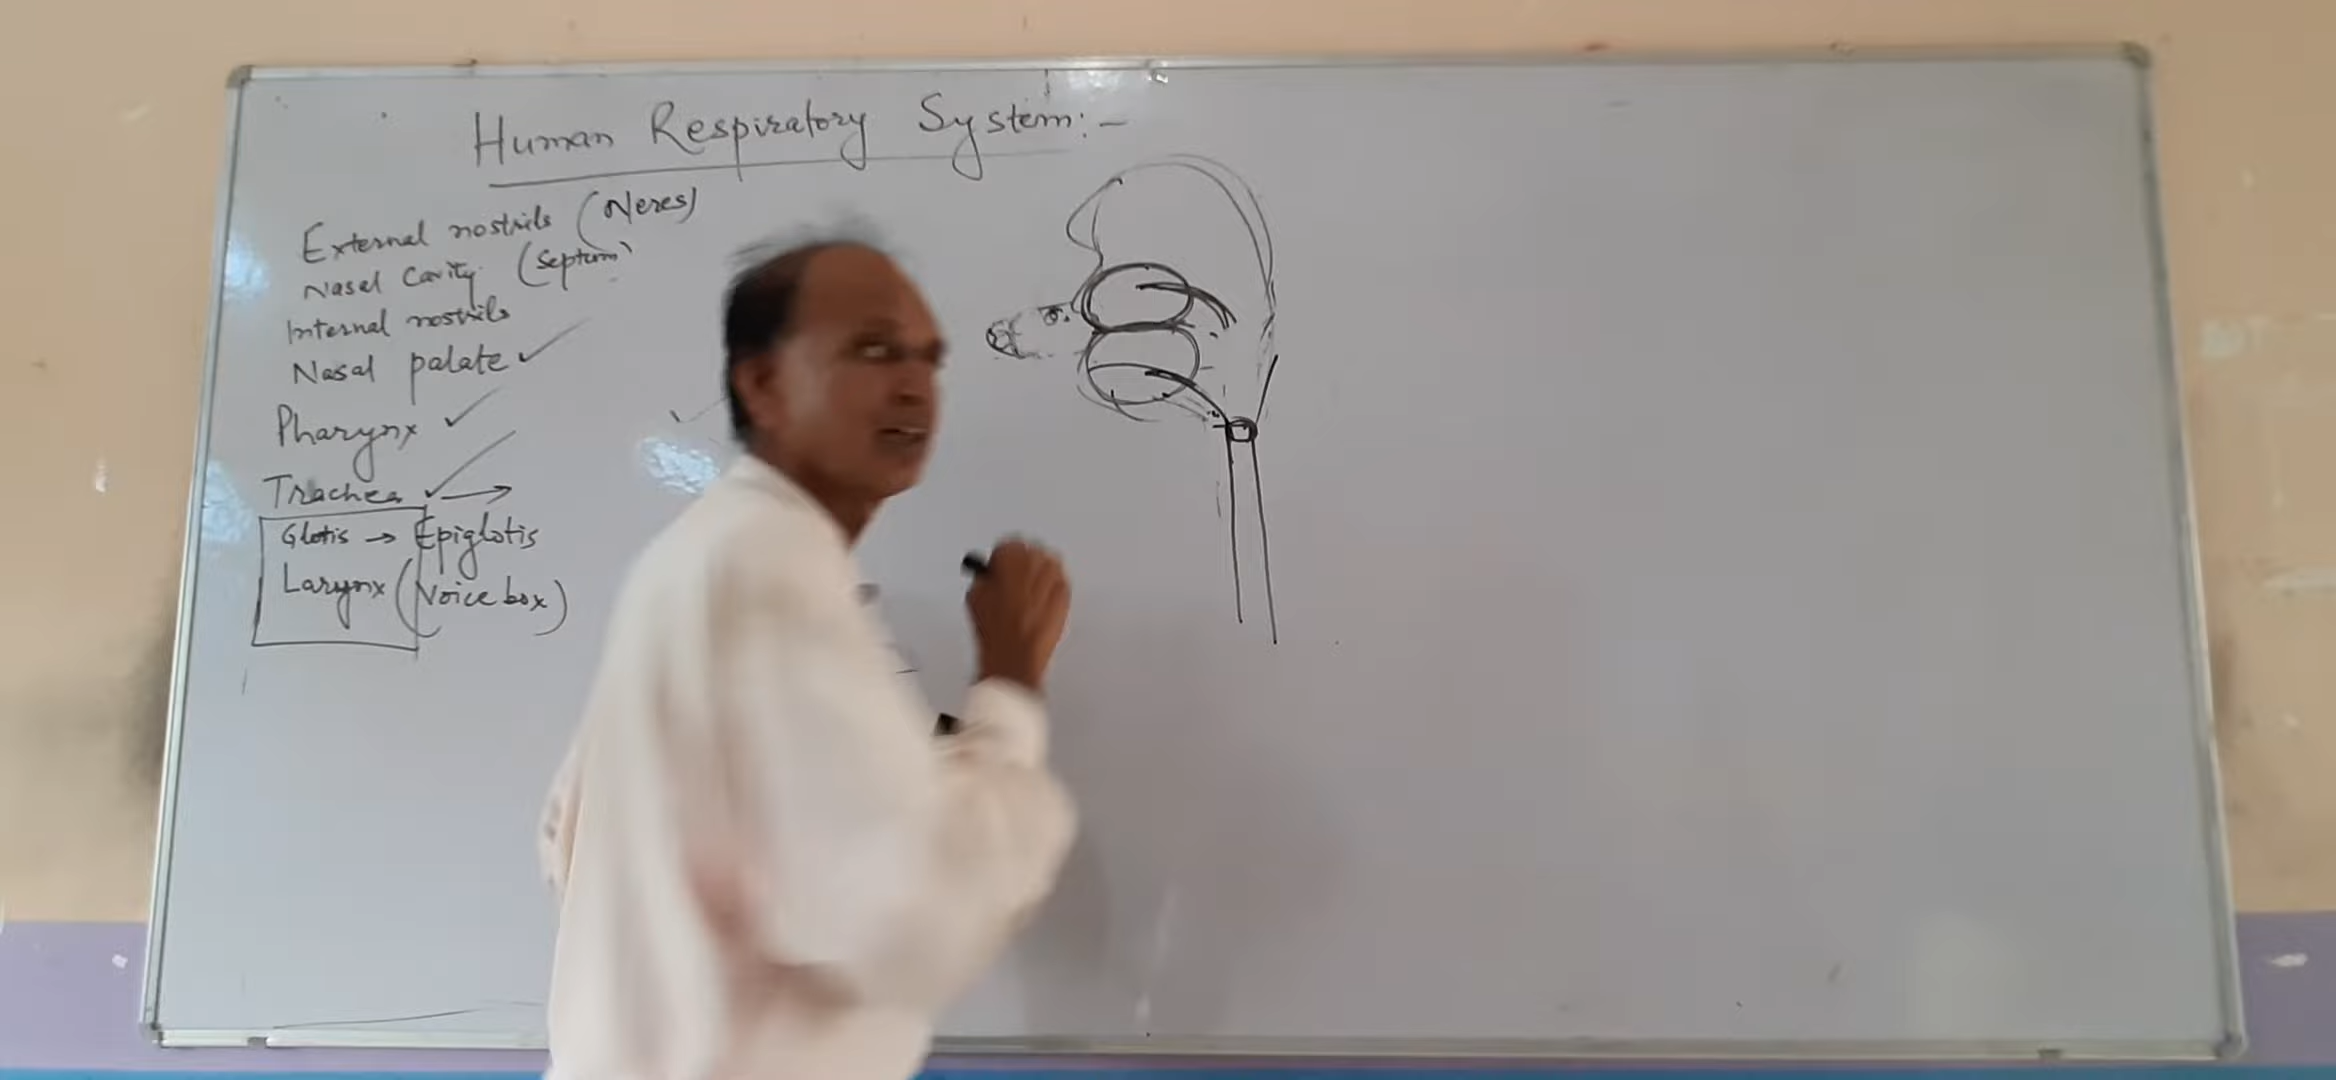 Human Respiratory System:-
External nostrils (Neres)
Nasal Cavity (Septum)
Internal nostrils
Nasal palate ✓
Pharynx ✓
Trachea ✓ →
Glotis → Epiglotis
Larynx (Voice box)